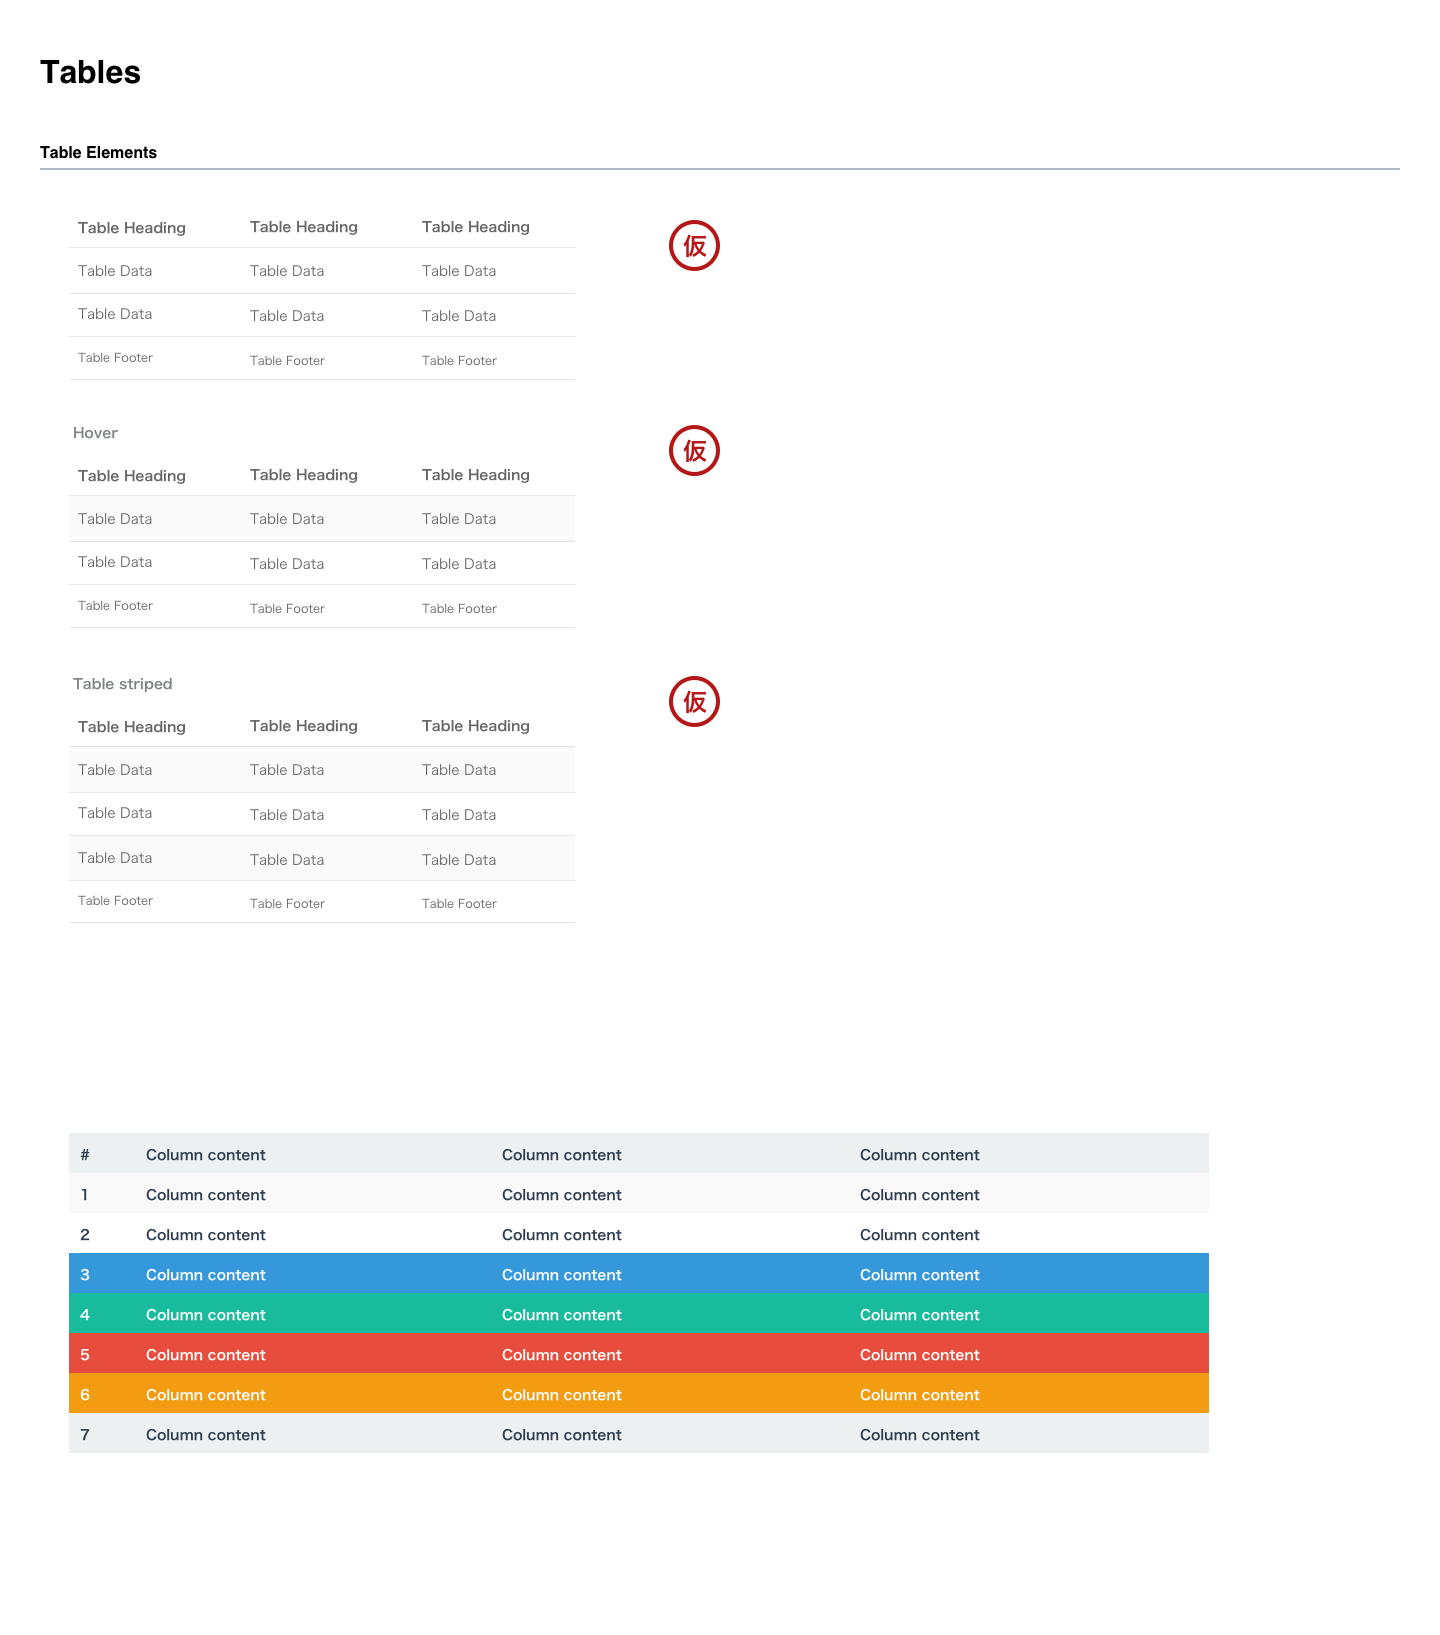 Tables
Table Elements
Table Heading Table Heading Table Heading
仮
Table Data Table Data Table Data
Table Data Table Data Table Data
Table Footer Table Footer Table Footer
Hover
仮
Table Heading Table Heading Table Heading
Table Data Table Data Table Data
Table Data Table Data Table Data
Table Footer Table Footer Table Footer
Table striped
仮
Table Heading Table Heading Table Heading
Table Data Table Data Table Data
Table Data Table Data Table Data
Table Data Table Data Table Data
Table Footer Table Footer Table Footer
# Column content Column content Column content
1 Column content Column content Column content
2 Column content Column content Column content
3 Column content Column content Column content
4 Column content Column content Column content
5 Column content Column content Column content
6 Column content Column content Column content
7 Column content Column content Column content